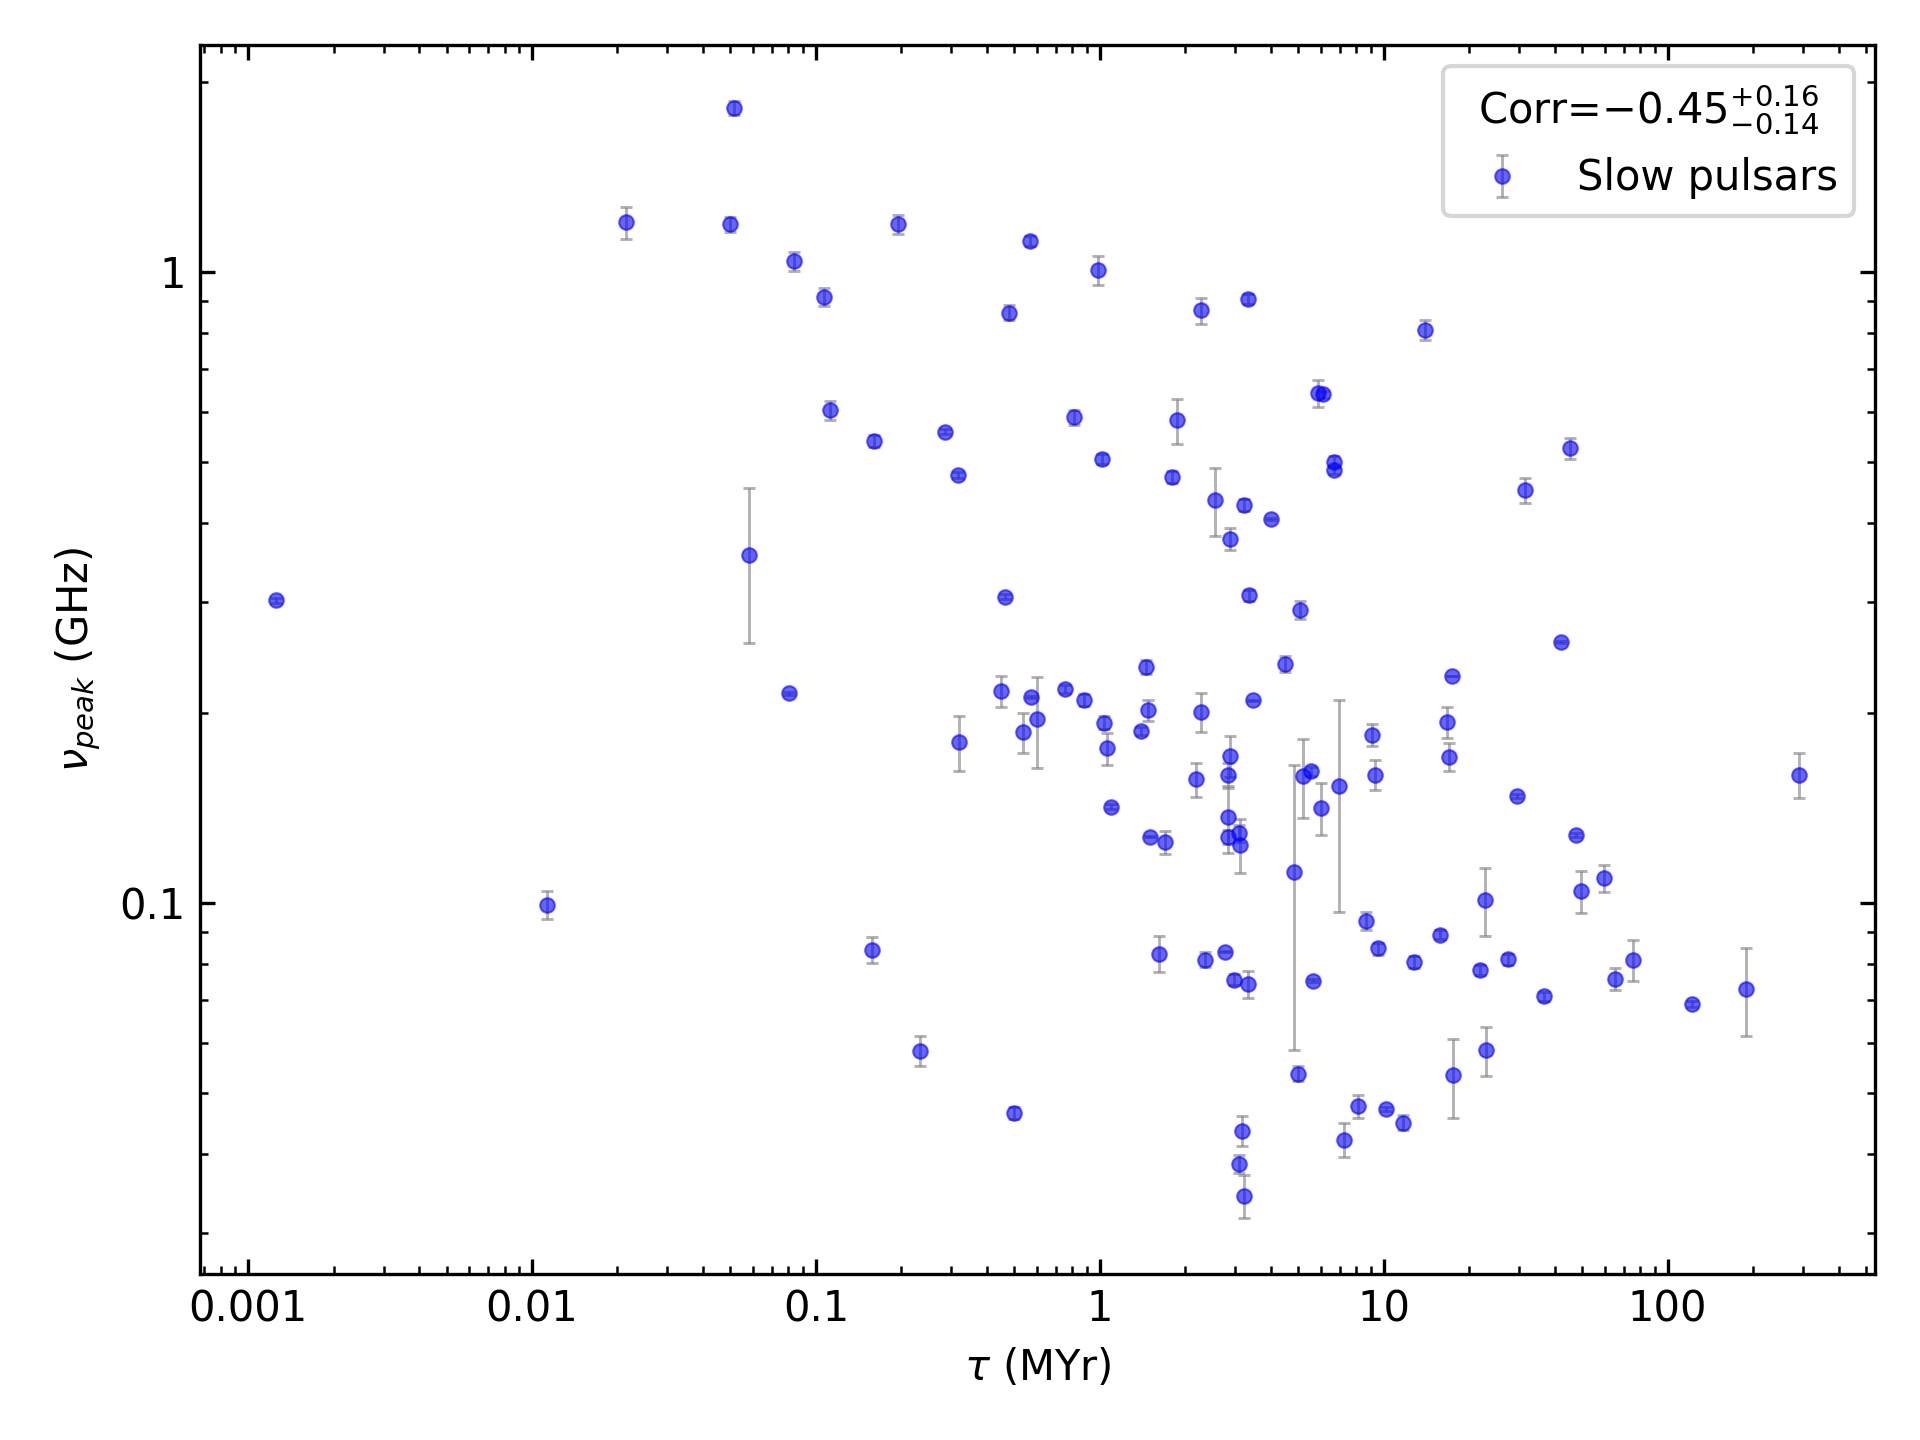 Corr=−0.45 +0.16 −0.14
Slow pulsars
1
0.1
ν_peak (GHz)
0.001 0.01 0.1 1 10 100
τ (MYr)